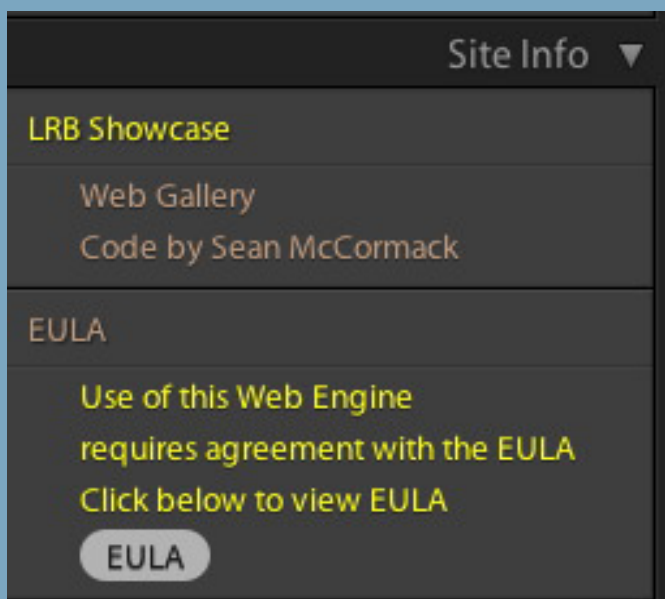 Site Info ▼
LRB Showcase
Web Gallery
Code by Sean McCormack
EULA
Use of this Web Engine
requires agreement with the EULA
Click below to view EULA
EULA